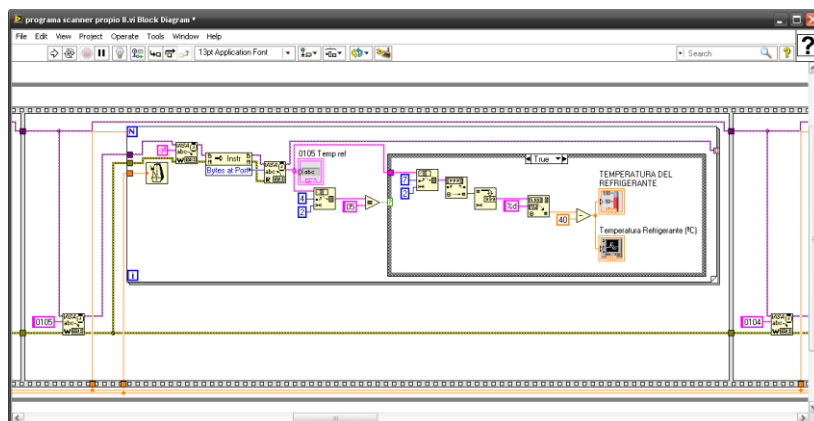 programa scanner propio II.vi Block Diagram *
File Edit View Project Operate Tools Window Help
13pt Application Font
Search
?
N
Instr
Bytes at Port
0105 Temp ref
abc
4
2
05
=
?
True
7
2
%d
40
-
TEMPERATURA DEL
REFRIGERANTE
Temperatura Refrigerante (ºC)
i
0105
0104